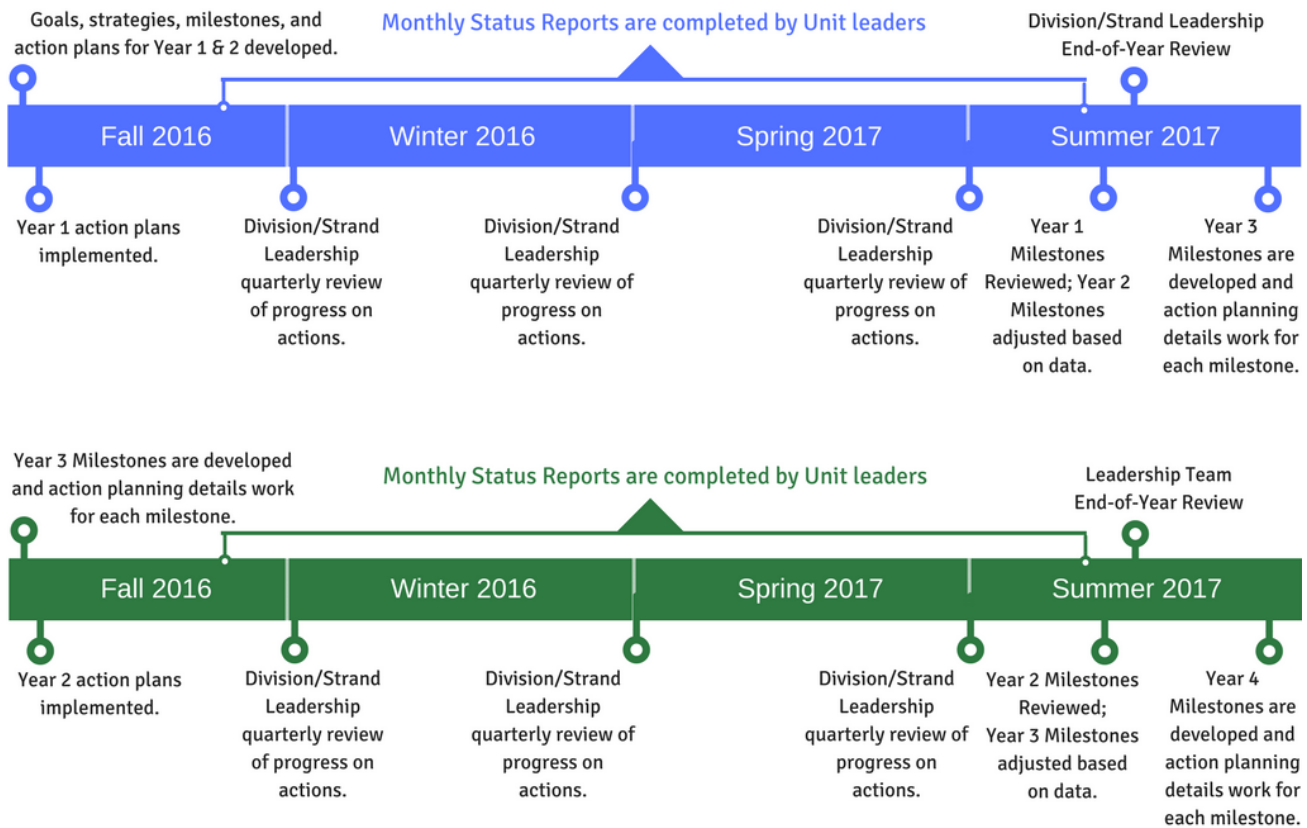 Goals, strategies, milestones, and
action plans for Year 1 & 2 developed.
Monthly Status Reports are completed by Unit leaders
Division/Strand Leadership
End-of-Year Review
Fall 2016
Winter 2016
Spring 2017
Summer 2017
Year 1 action plans
implemented.
Division/Strand
Leadership
quarterly review
of progress on
actions.
Division/Strand
Leadership
quarterly review of
progress on
actions.
Division/Strand
Leadership
quarterly review of
progress on
actions.
Year 1
Milestones
Reviewed; Year 2
Milestones
adjusted based
on data.
Year 3
Milestones are
developed and
action planning
details work for
each milestone.
Year 3 Milestones are developed
and action planning details work
for each milestone.
Monthly Status Reports are completed by Unit leaders
Leadership Team
End-of-Year Review
Fall 2016
Winter 2016
Spring 2017
Summer 2017
Year 2 action plans
implemented.
Division/Strand
Leadership
quarterly review
of progress on
actions.
Division/Strand
Leadership
quarterly review of
progress on
actions.
Division/Strand
Leadership
quarterly review of
progress on
actions.
Year 2 Milestones
Reviewed;
Year 3 Milestones
adjusted based
on data.
Year 4
Milestones are
developed and
action planning
details work for
each milestone.